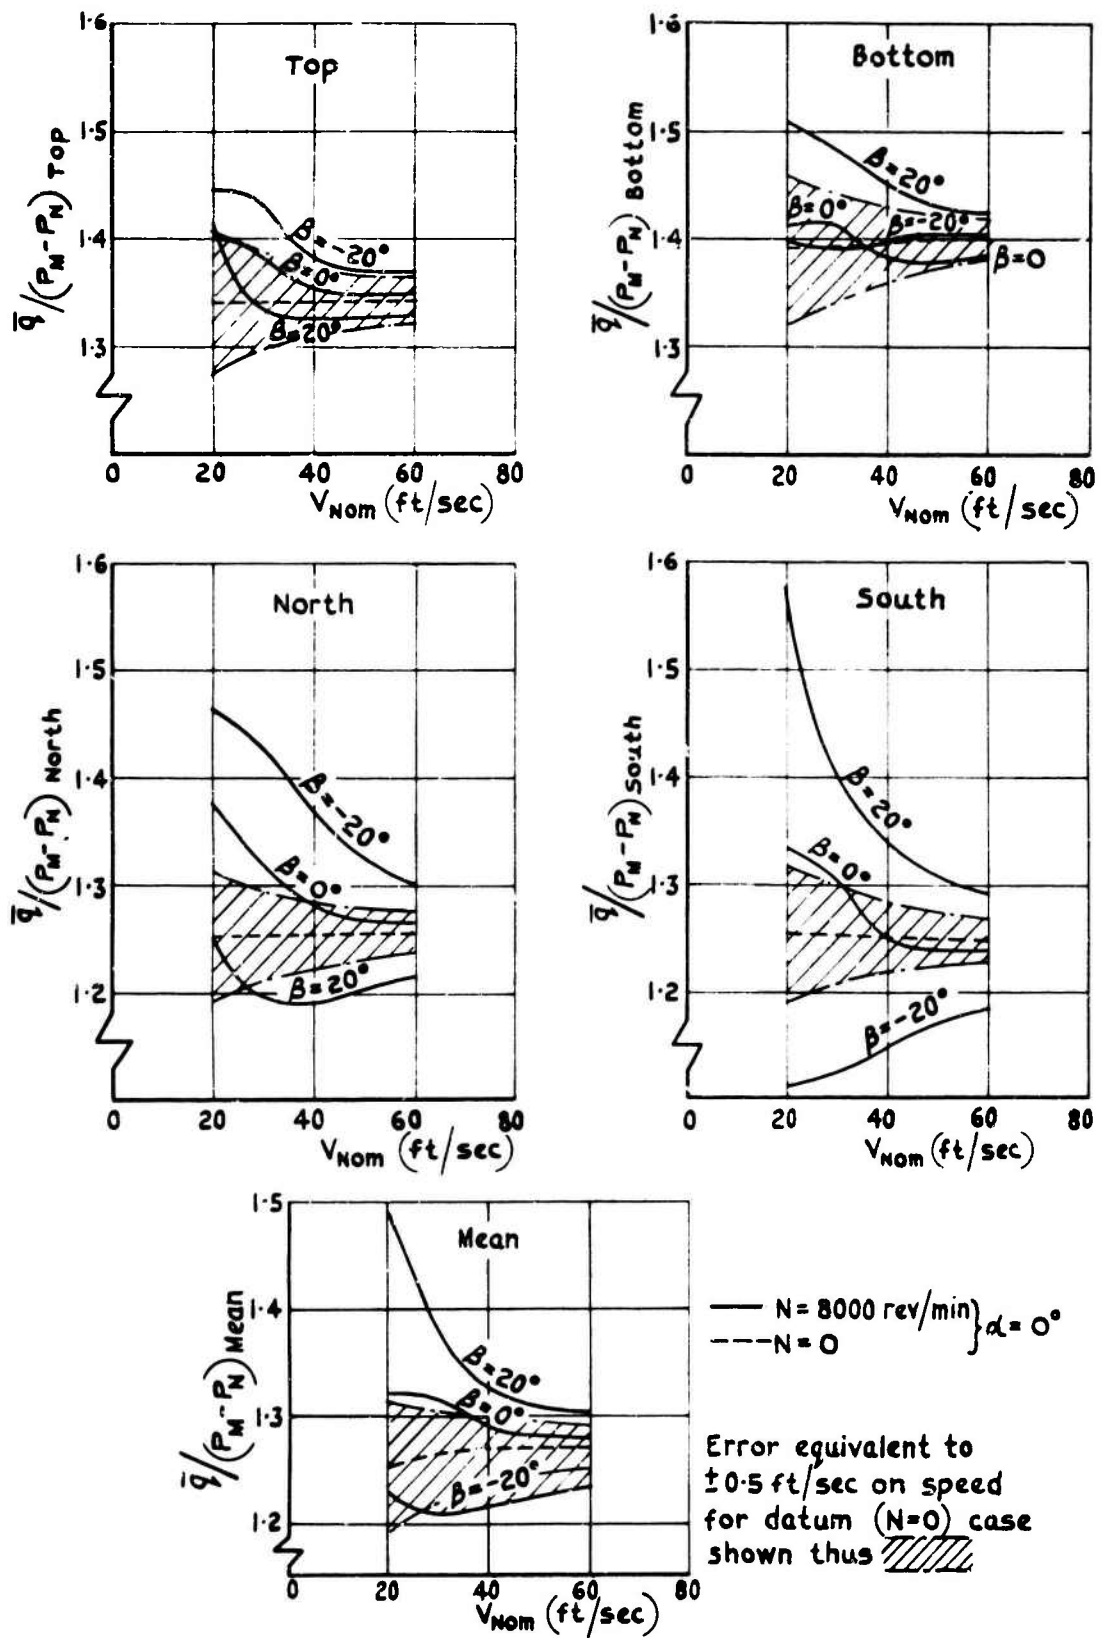 Top
1.6
1.5
1.4
1.3
q̅/(PM-PN) Top
β=-20°
β=0°
β=20°
0 20 40 60 80
VNom (ft/sec)
Bottom
1.6
1.5
1.4
1.3
q̅/(PM-PN) Bottom
β=20°
β=0°
β=-20°
β=0
0 20 40 60 80
VNom (ft/sec)
North
1.6
1.5
1.4
1.3
1.2
q̅/(PM-PN) North
β=-20°
β=0°
β=20°
0 20 40 60 80
VNom (ft/sec)
South
1.6
1.5
1.4
1.3
1.2
q̅/(PM-PN) South
β=20°
β=0°
β=-20°
0 20 40 60 80
VNom (ft/sec)
Mean
1.5
1.4
1.3
1.2
q̅/(PM-PN) Mean
β=20°
β=0°
β=-20°
0 20 40 60 80
VNom (ft/sec)
N=8000 rev/min } α=0°
N=0
Error equivalent to
±0.5 ft/sec on speed
for datum (N=0) case
shown thus